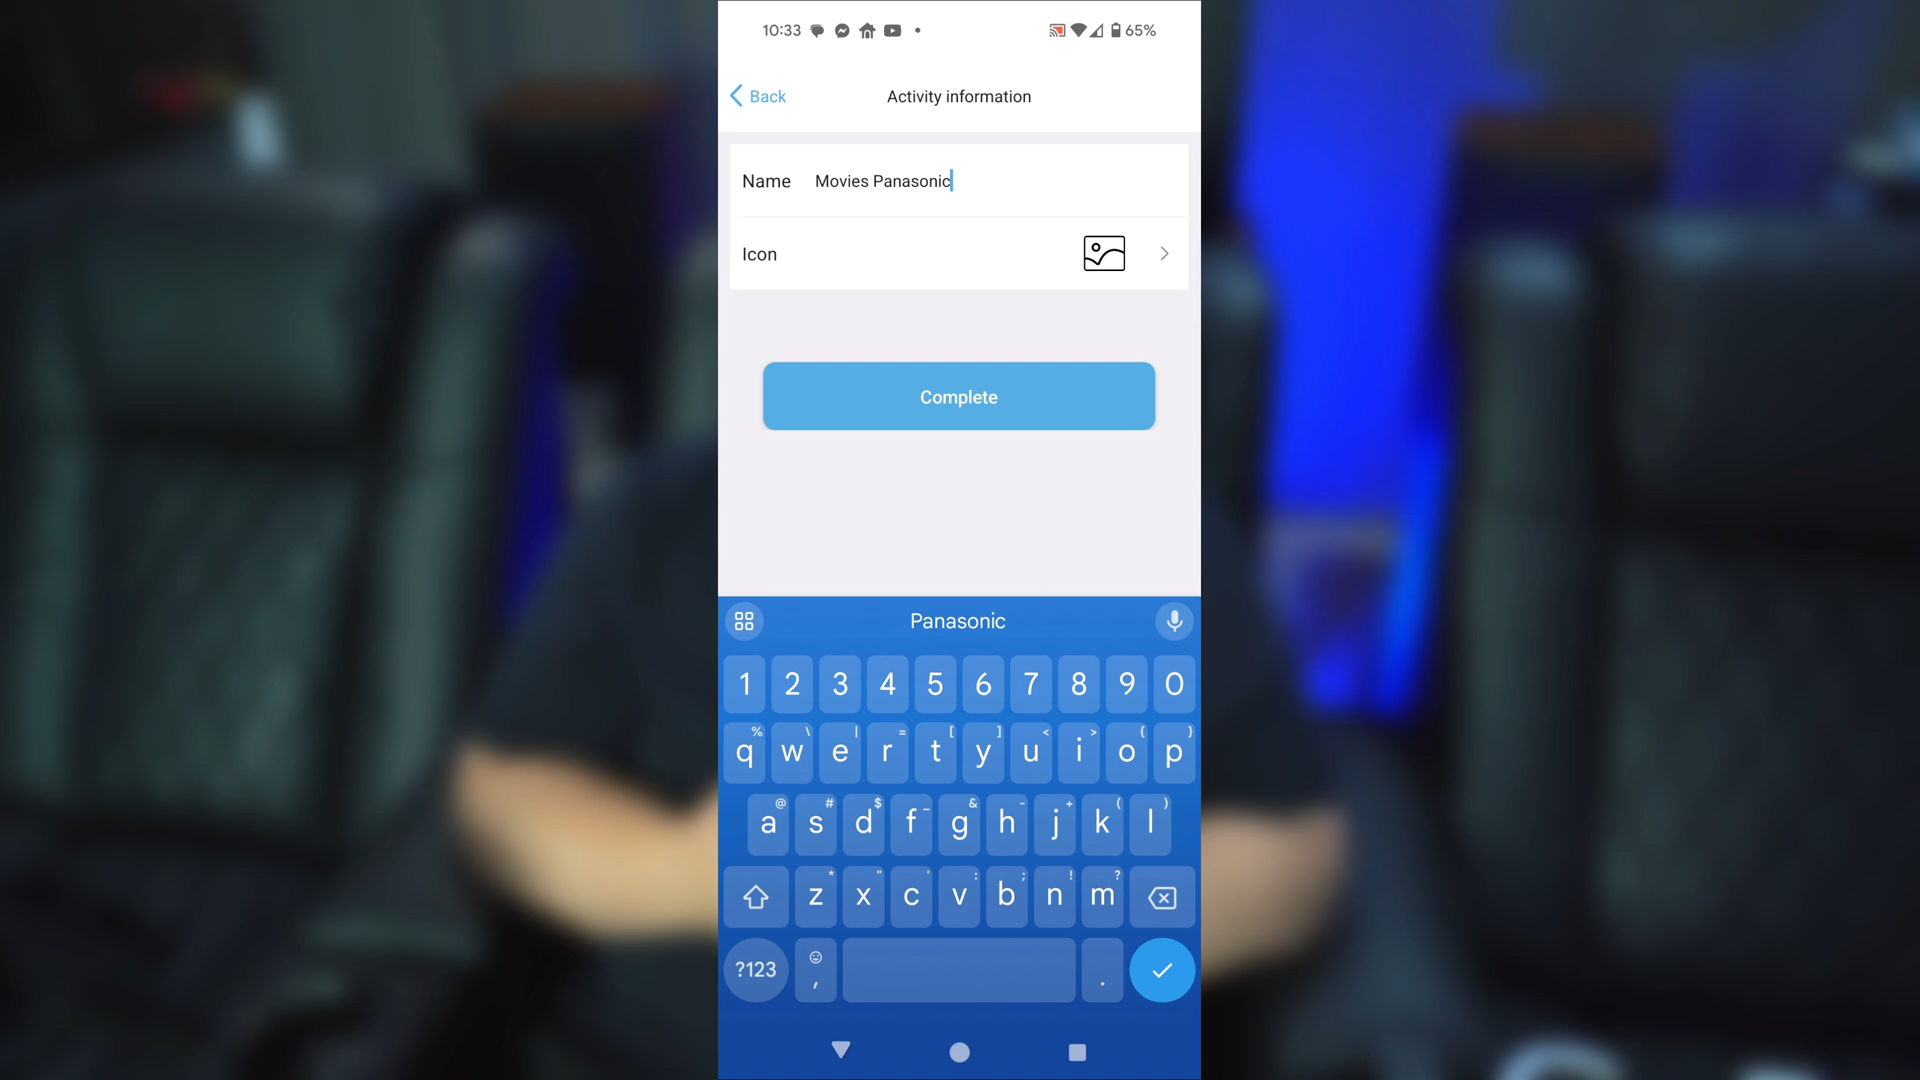 10:33
65%
Back
Activity information
Name Movies Panasonic
Icon
Complete
Panasonic
1 2 3 4 5 6 7 8 9 0
% \ | = [ ] < > { }
q w e r t y u i o p
@ # $ _ & - + ( )
a s d f g h j k l
* " ' : ; ! ?
z x c v b n m
?123 , .